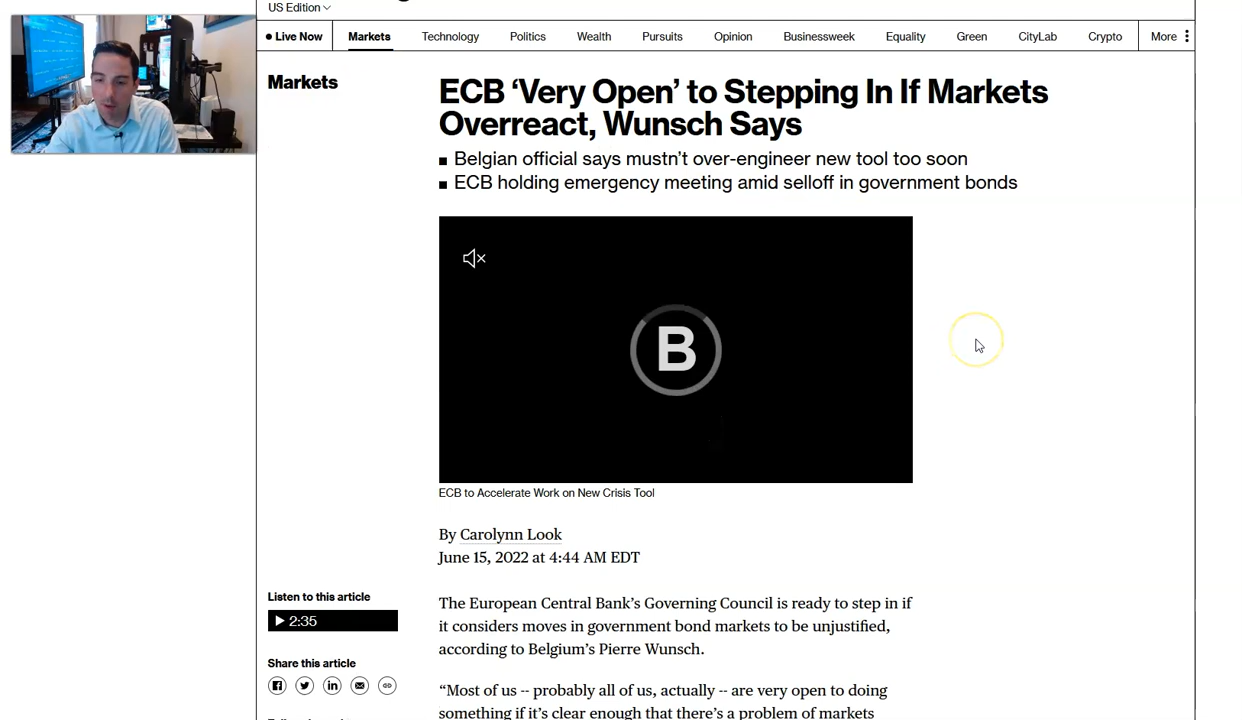 US Edition
Live Now
Markets
Technology
Politics
Wealth
Pursuits
Opinion
Businessweek
Equality
Green
CityLab
Crypto
More
Markets
ECB ‘Very Open’ to Stepping In If Markets
Overreact, Wunsch Says
Belgian official says mustn’t over-engineer new tool too soon
ECB holding emergency meeting amid selloff in government bonds
B
ECB to Accelerate Work on New Crisis Tool
By Carolynn Look
June 15, 2022 at 4:44 AM EDT
Listen to this article
2:35
Share this article
The European Central Bank’s Governing Council is ready to step in if
it considers moves in government bond markets to be unjustified,
according to Belgium’s Pierre Wunsch.
“Most of us -- probably all of us, actually -- are very open to doing
something if it’s clear enough that there’s a problem of markets